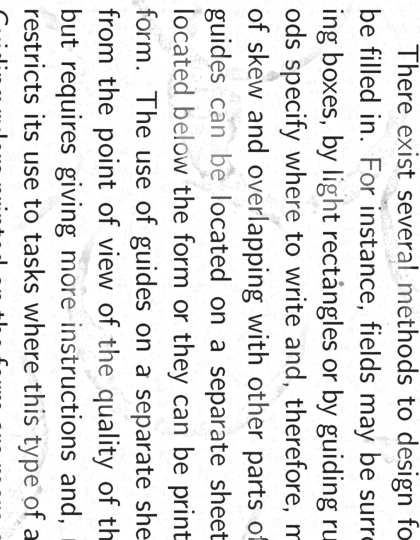 There exist several methods to design fo
be filled in. For instance, fields may be surro
ing boxes, by light rectangles or by guiding ru
ods specify where to write and, therefore, m
of skew and overlapping with other parts of
guides can be located on a separate sheet
located below the form or they can be print
form. The use of guides on a separate she
from the point of view of the quality of th
but requires giving more instructions and,
restricts its use to tasks where this type of a